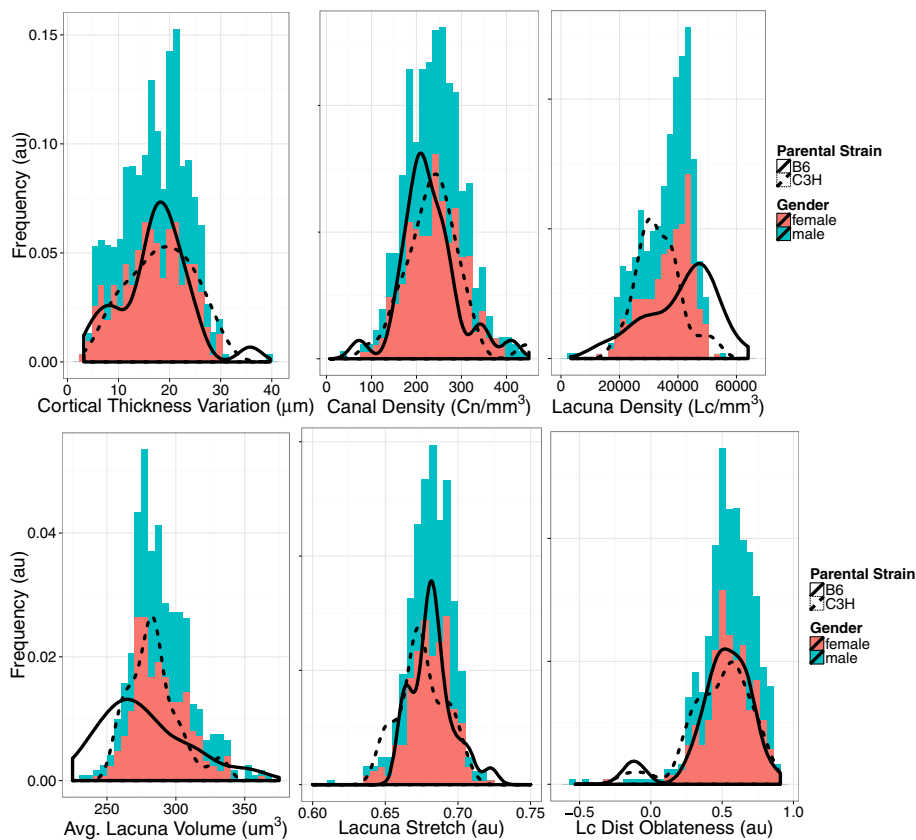 Frequency (au)
0.15
0.10
0.05
0.00
0 10 20 30 40
Cortical Thickness Variation (μm)
0 100 200 300 400
Canal Density (Cn/mm³)
0 20000 40000 60000
Lacuna Density (Lc/mm³)
Parental Strain
B6
C3H
Gender
female
male
Frequency (au)
0.04
0.02
0.00
250 300 350
Avg. Lacuna Volume (um³)
0.60 0.65 0.70 0.75
Lacuna Stretch (au)
−0.5 0.0 0.5 1.0
Lc Dist Oblateness (au)
Parental Strain
B6
C3H
Gender
female
male